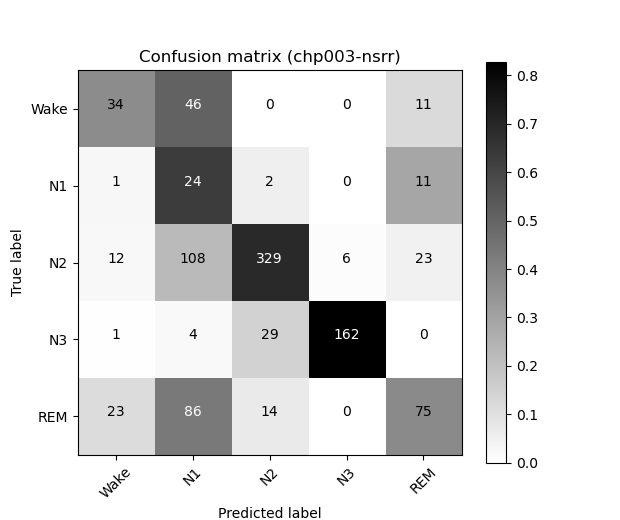 Confusion matrix (chp003-nsrr)
Wake 34 46 0 0 11
N1 1 24 2 0 11
N2 12 108 329 6 23
N3 1 4 29 162 0
REM 23 86 14 0 75
Wake N1 N2 N3 REM
True label
Predicted label
0.8
0.7
0.6
0.5
0.4
0.3
0.2
0.1
0.0